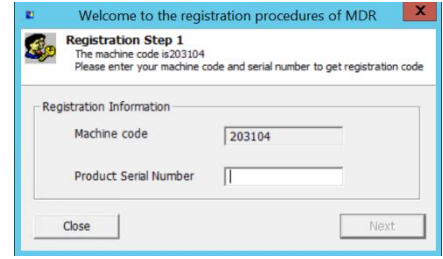 Welcome to the registration procedures of MDR
X
Registration Step 1
The machine code is203104
Please enter your machine code and serial number to get registration code
Registration Information
Machine code
203104
Product Serial Number
Close
Next